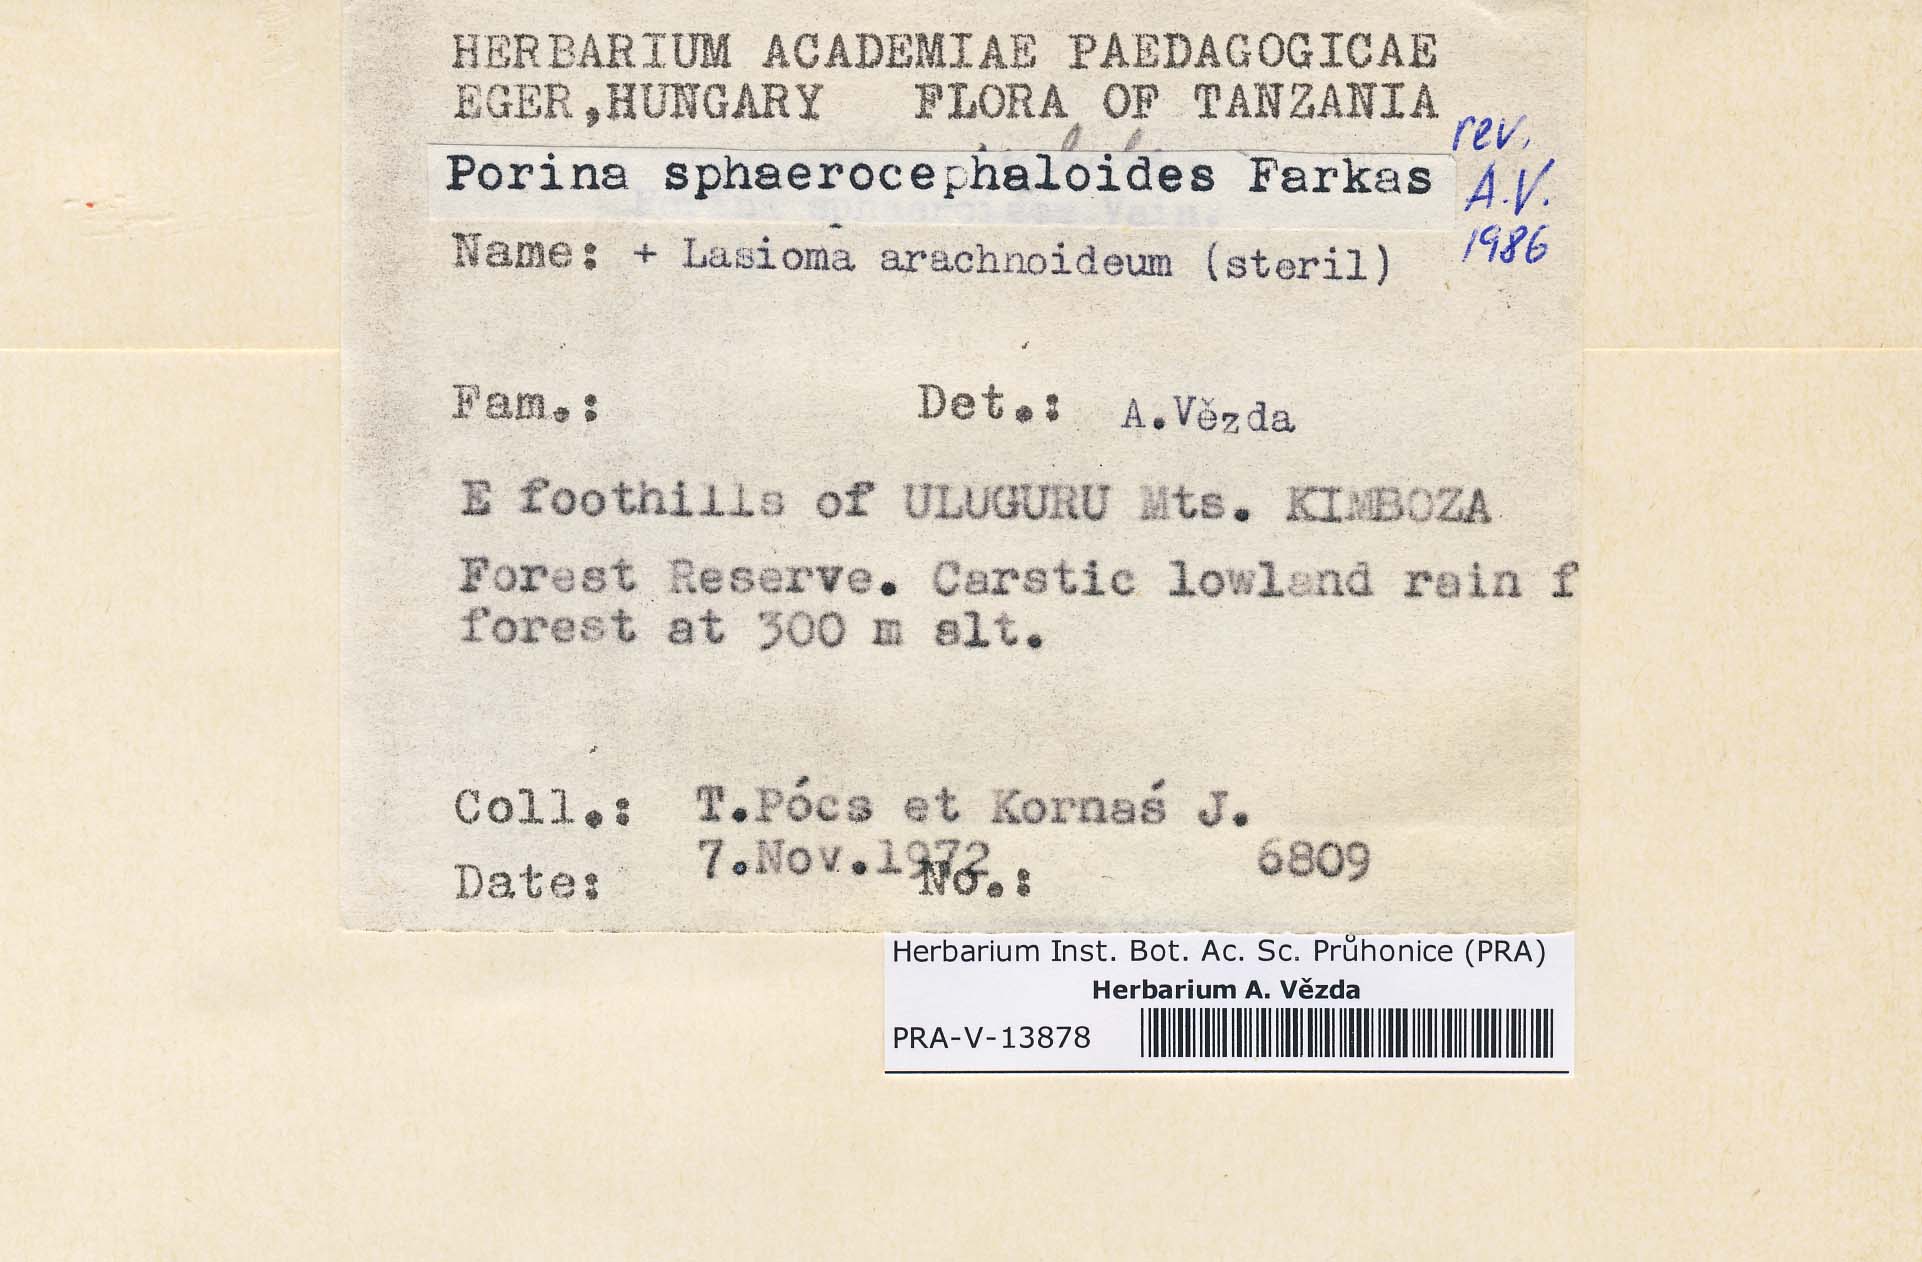 HERBARIUM ACADEMIAE PAEDAGOGICAE
EGER,HUNGARY FLORA OF TANZANIA
rev.
Porina sphaerocephaloides Farkas
A.V.
1986
Name: + Lasioma arachnoideum (steril)
Fam.: Det.: A.Vězda
E foothills of ULUGURU Mts. KIMBOZA
Forest Reserve. Carstic lowland rain f
forest at 300 m slt.
Coll.: T.Pócs et Kornaś J.
7.Nov.1972 6809
Date: No.:
Herbarium Inst. Bot. Ac. Sc. Průhonice (PRA)
Herbarium A. Vězda
PRA-V-13878